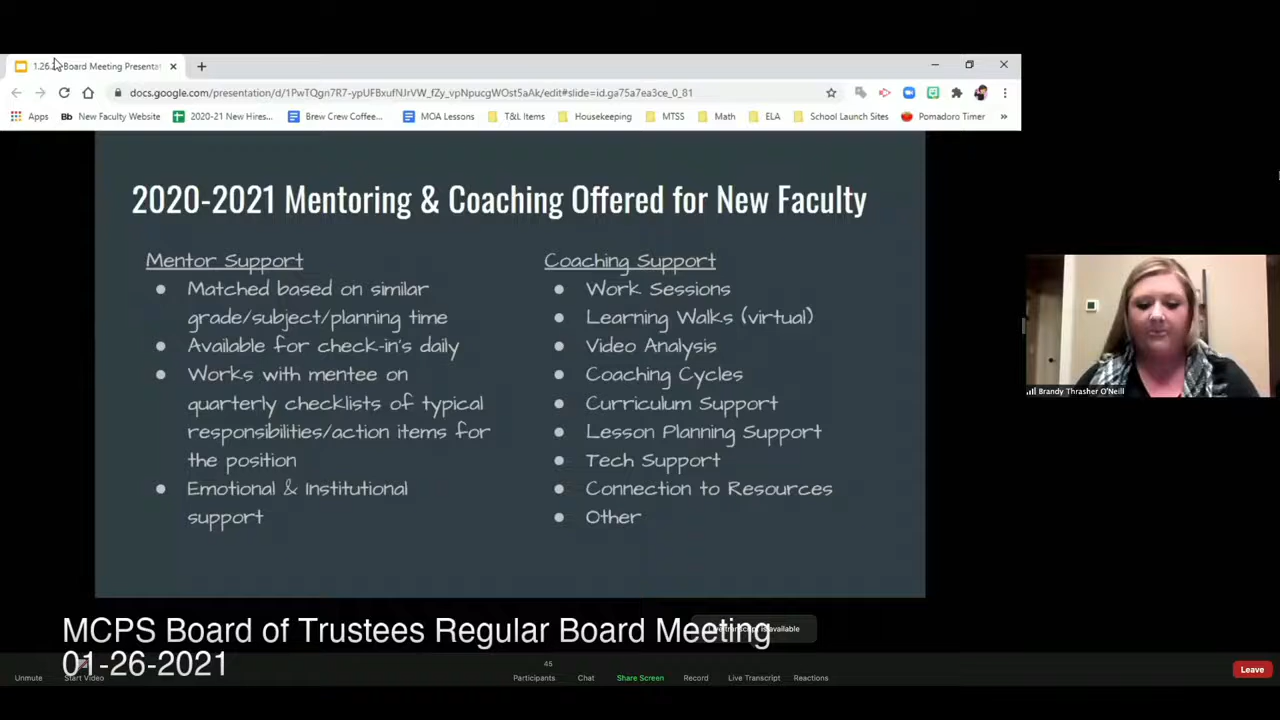 Board Meeting Presenta
docs.google.com/presentation/d/1PwTQgn7R7-ypUFBxufNJrVW_fZy_vpNpucgWOst5aAk/edit#slide=id.ga75a7ea3ce_0_81
Apps Bb New Faculty Website 2020-21 New Hires... Brew Crew Coffee... MOA Lessons T&L Items Housekeeping MTSS Math ELA School Launch Sites Pomadoro Timer »
2020-2021 Mentoring & Coaching Offered for New Faculty
Mentor Support
● Matched based on similar
grade/subject/planning time
● Available for check-in's daily
● Works with mentee on
quarterly checklists of typical
responsibilities/action items for
the position
● Emotional & Institutional
support
Coaching Support
● Work Sessions
● Learning Walks (virtual)
● Video Analysis
● Coaching Cycles
● Curriculum Support
● Lesson Planning Support
● Tech Support
● Connection to Resources
● Other
Brandy Thrasher O'Neill
MCPS Board of Trustees Regular Board Meeting
01-26-2021
is available
45
Unmute Start Video Participants Chat Share Screen Record Live Transcript Reactions Leave